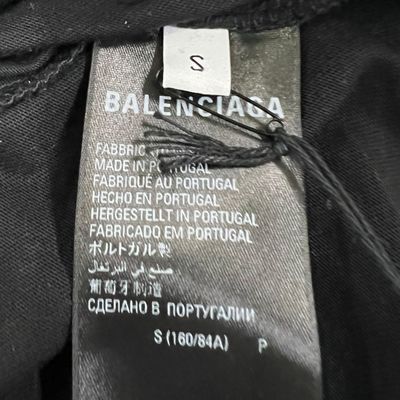 S
BALENCIAGA
MADE IN PORTUGAL
FABRIQUÉ AU PORTUGAL
HECHO EN PORTUGAL
HERGESTELLT IN PORTUGAL
FABRICADO EM PORTUGAL
ポルトガル製
صنع في البرتغال
葡萄牙制造
СДЕЛАНО В ПОРТУГАЛИИ
S (160/84A) P